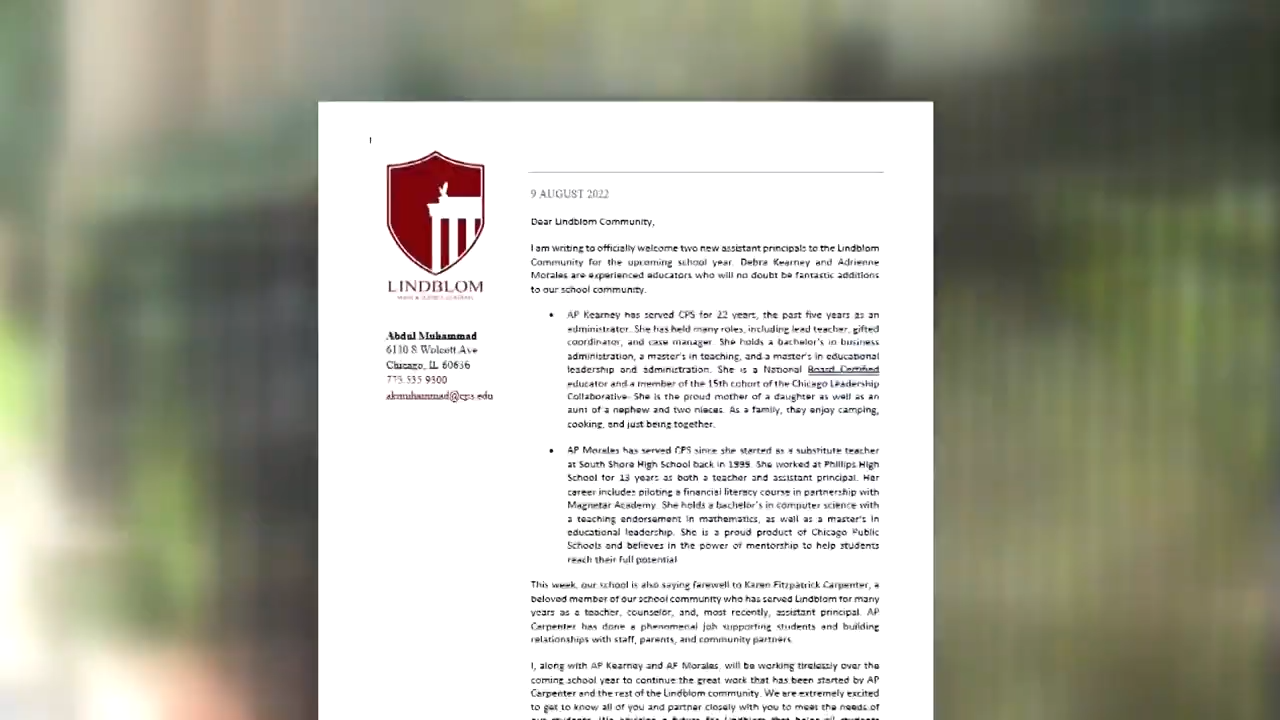 LINDBLOM
Abdul Muhammad
6130 S Wolcott Ave
Chicago, IL 60636
773.535.9300
akmuhammad@cps.edu
9 AUGUST 2022
Dear Lindblom Community,
I am writing to officially welcome two new assistant principals to the Lindblom
Community for the upcoming school year. Debra Kearney and Adrienne
Morales are experienced educators who will no doubt be fantastic additions
to our school community.
• AP Kearney has served CPS for 22 years, the past five years as an
administrator. She has held many roles, including lead teacher, gifted
coordinator, and case manager. She holds a bachelor's in business
administration, a master's in teaching, and a master's in educational
leadership and administration. She is a National Board Certified
educator and a member of the 15th cohort of the Chicago Leadership
Collaborative. She is the proud mother of a daughter as well as an
aunt of a nephew and two nieces. As a family, they enjoy camping,
cooking, and just being together.
• AP Morales has served CPS since she started as a substitute teacher
at South Shore High School back in 1999. She worked at Phillips High
School for 13 years as both a teacher and assistant principal. Her
career includes piloting a financial literacy course in partnership with
Magnetar Academy. She holds a bachelor's in computer science with
a teaching endorsement in mathematics, as well as a master's in
educational leadership. She is a proud product of Chicago Public
Schools and believes in the power of mentorship to help students
reach their full potential
This week, our school is also saying farewell to Karen Fitzpatrick Carpenter, a
beloved member of our school community who has served Lindblom for many
years as a teacher, counselor, and, most recently, assistant principal. AP
Carpenter has done a phenomenal job supporting students and building
relationships with staff, parents, and community partners.
I, along with AP Kearney and AP Morales, will be working tirelessly over the
coming school year to continue the great work that has been started by AP
Carpenter and the rest of the Lindblom community. We are extremely excited
to get to know all of you and partner closely with you to meet the needs of